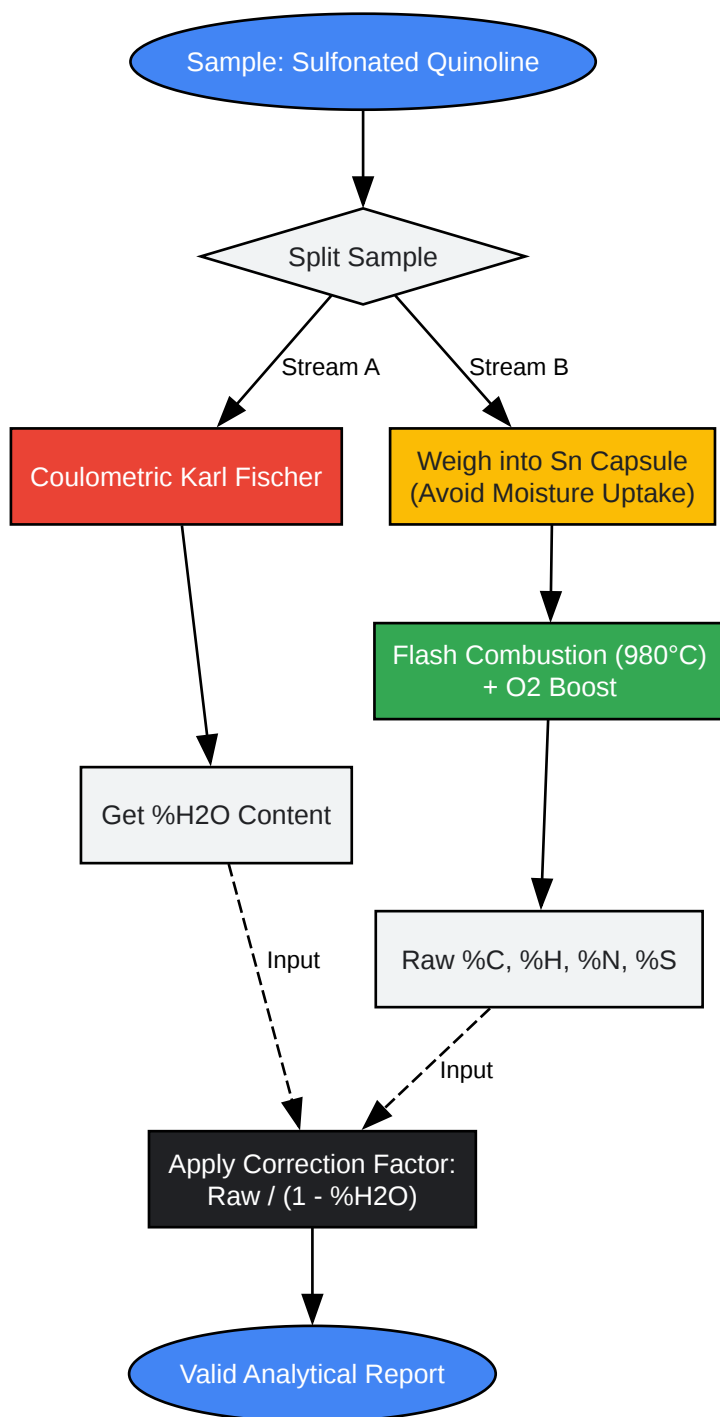 Sample: Sulfonated Quinoline
Split Sample
Stream A
Stream B
Coulometric Karl Fischer
Weigh into Sn Capsule
(Avoid Moisture Uptake)
Flash Combustion (980°C)
+ O2 Boost
Get %H2O Content
Raw %C, %H, %N, %S
Input
Input
Apply Correction Factor:
Raw / (1 - %H2O)
Valid Analytical Report